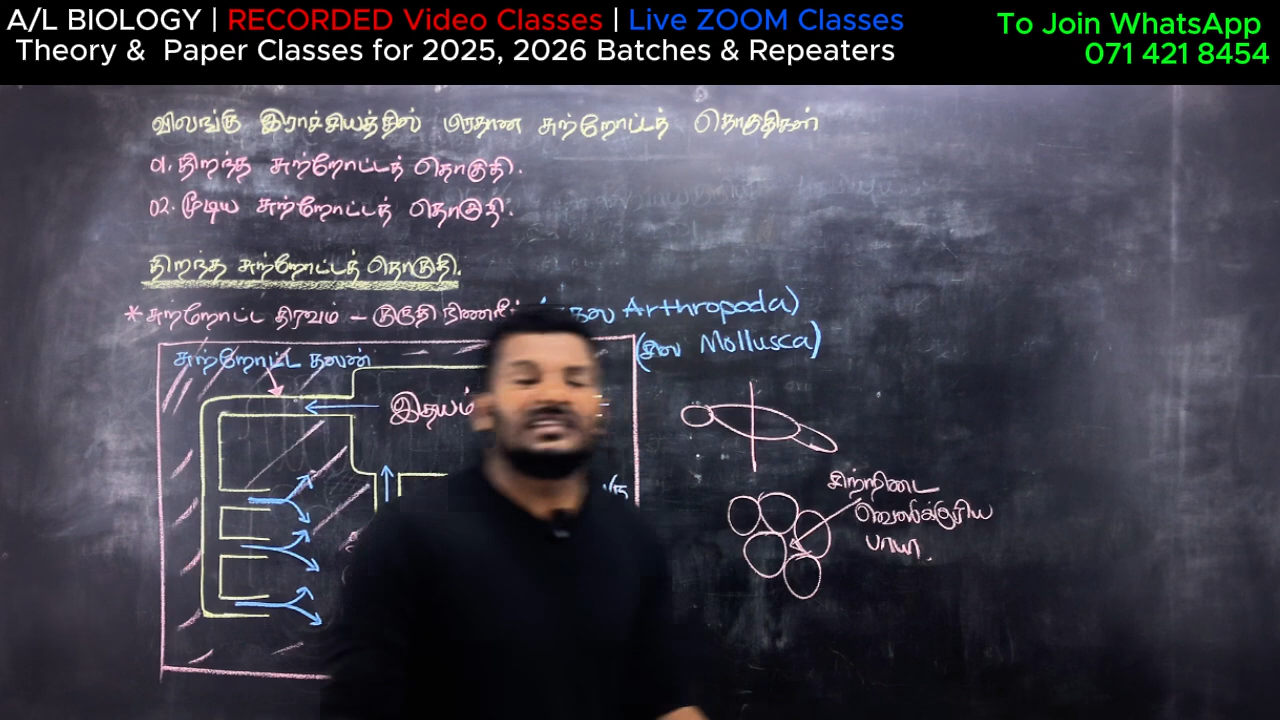 A/L BIOLOGY | RECORDED Video Classes | Live ZOOM Classes
Theory & Paper Classes for 2025, 2026 Batches & Repeaters
To Join WhatsApp
071 421 8454
விலங்கு இராச்சியத்தில் பிரதான சுற்றோட்டத் தொகுதிகள்
01. திறந்த சுற்றோட்டத் தொகுதி.
02. மூடிய சுற்றோட்டத் தொகுதி.
திறந்த சுற்றோட்டத் தொகுதி.
* சுற்றோட்ட திரவம் - குருதி நிணநீர் Arthropoda)
(சில Mollusca)
சுற்றோட்ட கலன்
இதயம்
சிற்றிடை
வெளிக்குரிய
பாயி.